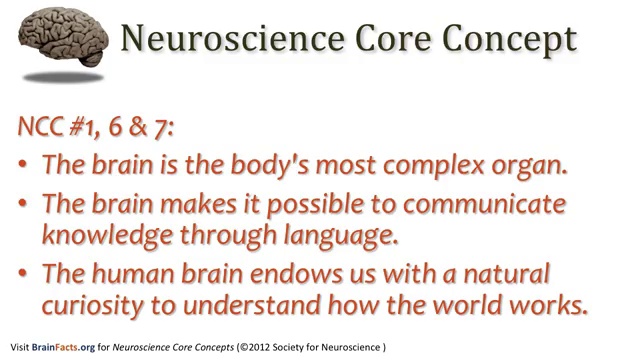 Neuroscience Core Concept
NCC #1, 6 & 7:
• The brain is the body's most complex organ.
• The brain makes it possible to communicate
knowledge through language.
• The human brain endows us with a natural
curiosity to understand how the world works.
Visit BrainFacts.org for Neuroscience Core Concepts (©2012 Society for Neuroscience )